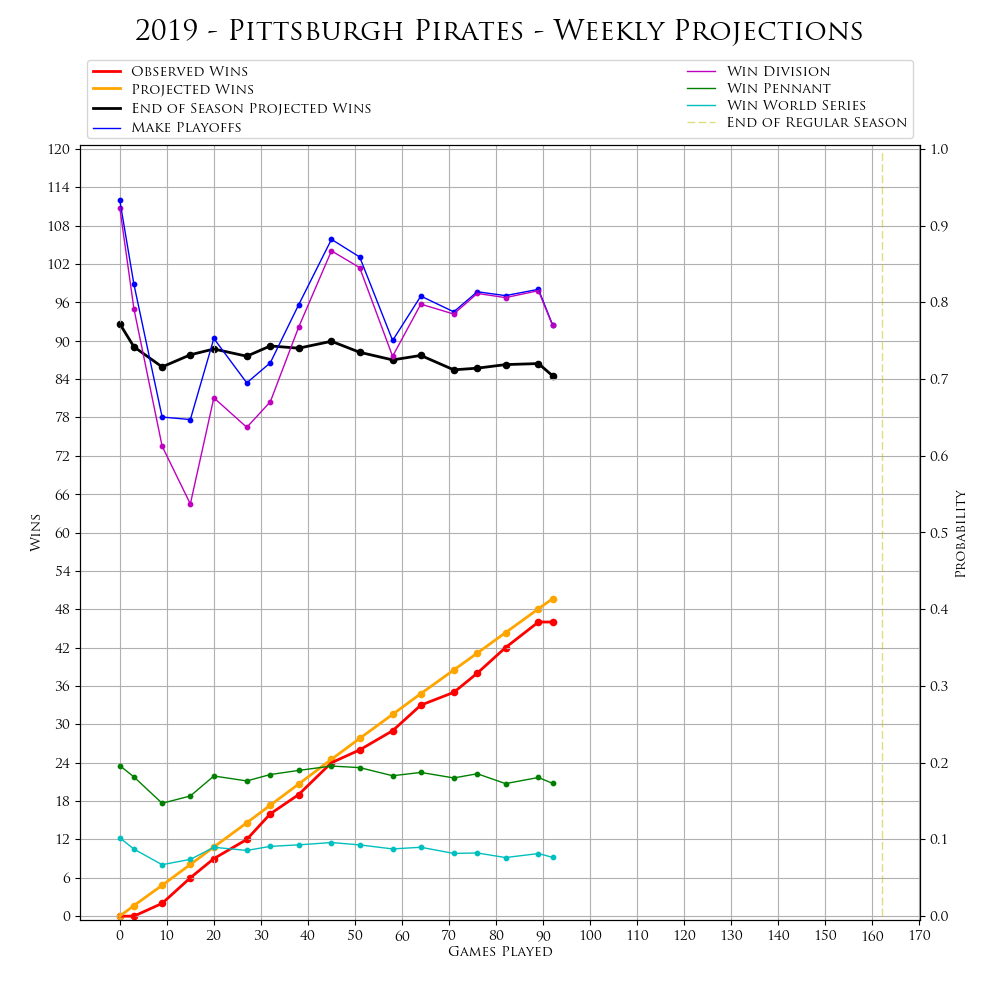 2019 - Pittsburgh Pirates - Weekly Projections
Observed Wins
Projected Wins
End of Season Projected Wins
Make Playoffs
Win Division
Win Pennant
Win World Series
End of Regular Season
120
114
108
102
96
90
84
78
72
66
60
54
48
42
36
30
24
18
12
6
0
Wins
1.0
0.9
0.8
0.7
0.6
0.5
0.4
0.3
0.2
0.1
0.0
Probability
0 10 20 30 40 50 60 70 80 90 100 110 120 130 140 150 160 170
Games Played